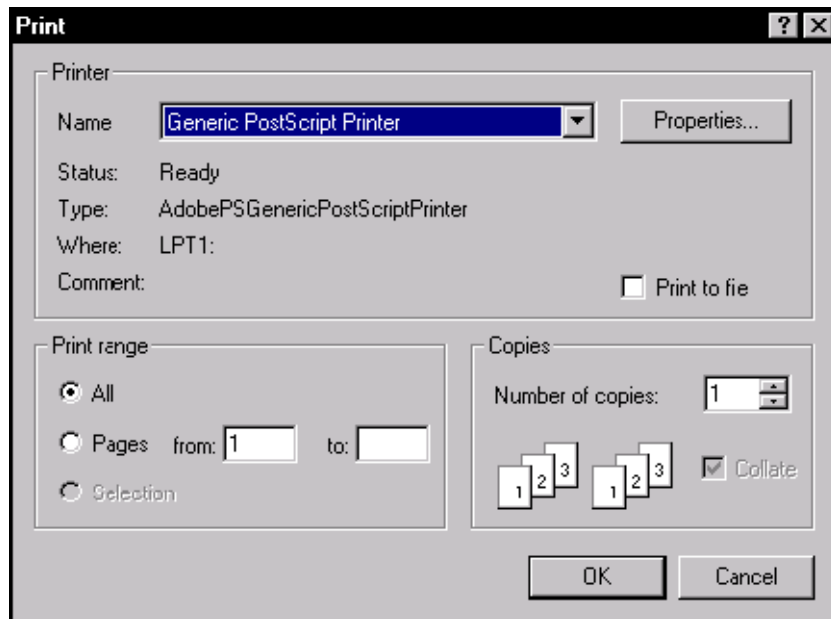 Print
Printer
Name Generic PostScript Printer Properties...
Status: Ready
Type: AdobePSGenericPostScriptPrinter
Where: LPT1:
Comment:
Print to fie
Print range
All
Pages from: 1 to:
Selection
Copies
Number of copies: 1
1 2 3 1 2 3
Collate
OK Cancel